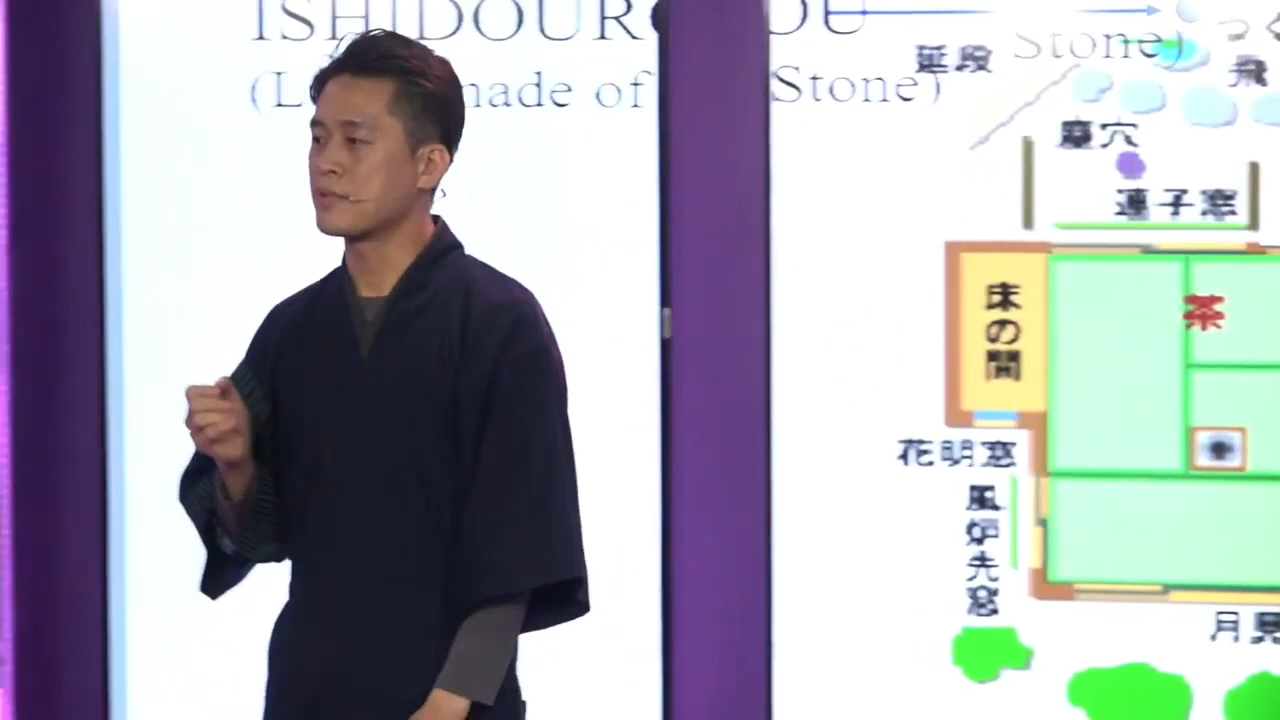 ISHIDOUR OU
(L made of Stone)
Stone)
延段
飛
塵穴
連子窓
床の間
茶
花明窓
風炉先窓
月見